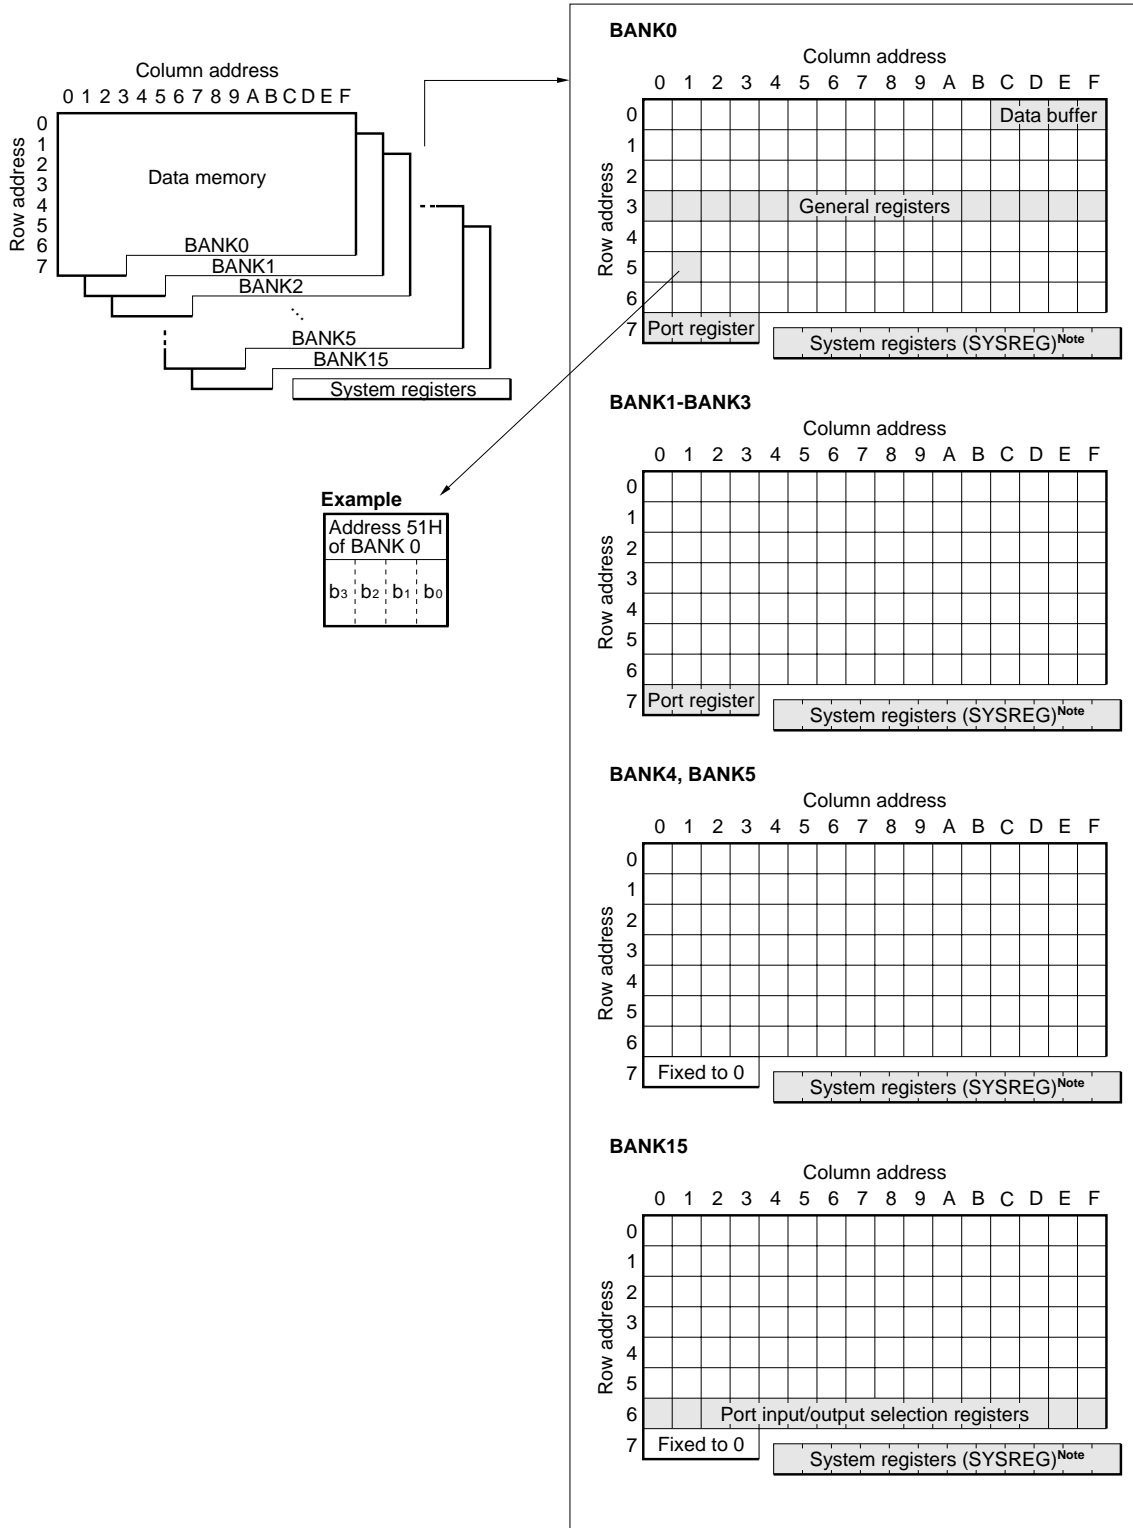 Column address
0 1 2 3 4 5 6 7 8 9 A B C D E F
Row address
0
1
2
3
4
5
6
7
Data memory
BANK0
BANK1
BANK2
BANK5
BANK15
System registers
Example
Address 51H
of BANK 0
b3 b2 b1 b0
BANK0
Column address
0 1 2 3 4 5 6 7 8 9 A B C D E F
Row address
0 Data buffer
1
2
3 General registers
4
5
6
7 Port register System registers (SYSREG)Note
BANK1-BANK3
Column address
0 1 2 3 4 5 6 7 8 9 A B C D E F
Row address
0
1
2
3
4
5
6
7 Port register System registers (SYSREG)Note
BANK4, BANK5
Column address
0 1 2 3 4 5 6 7 8 9 A B C D E F
Row address
0
1
2
3
4
5
6
7 Fixed to 0 System registers (SYSREG)Note
BANK15
Column address
0 1 2 3 4 5 6 7 8 9 A B C D E F
Row address
0
1
2
3
4
5
6 Port input/output selection registers
7 Fixed to 0 System registers (SYSREG)Note